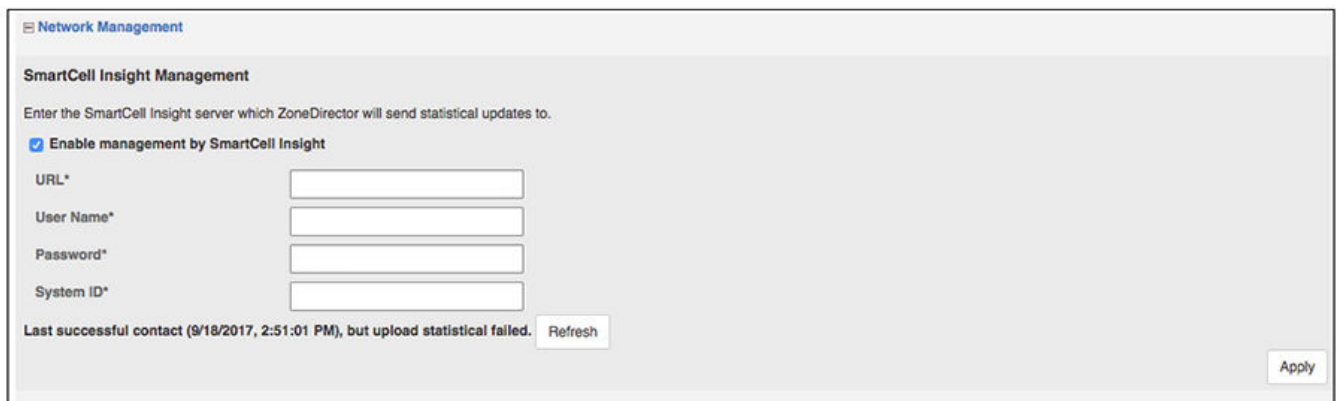 Network Management
SmartCell Insight Management
Enter the SmartCell Insight server which ZoneDirector will send statistical updates to.
Enable management by SmartCell Insight
URL*
User Name*
Password*
System ID*
Last successful contact (9/18/2017, 2:51:01 PM), but upload statistical failed. Refresh
Apply